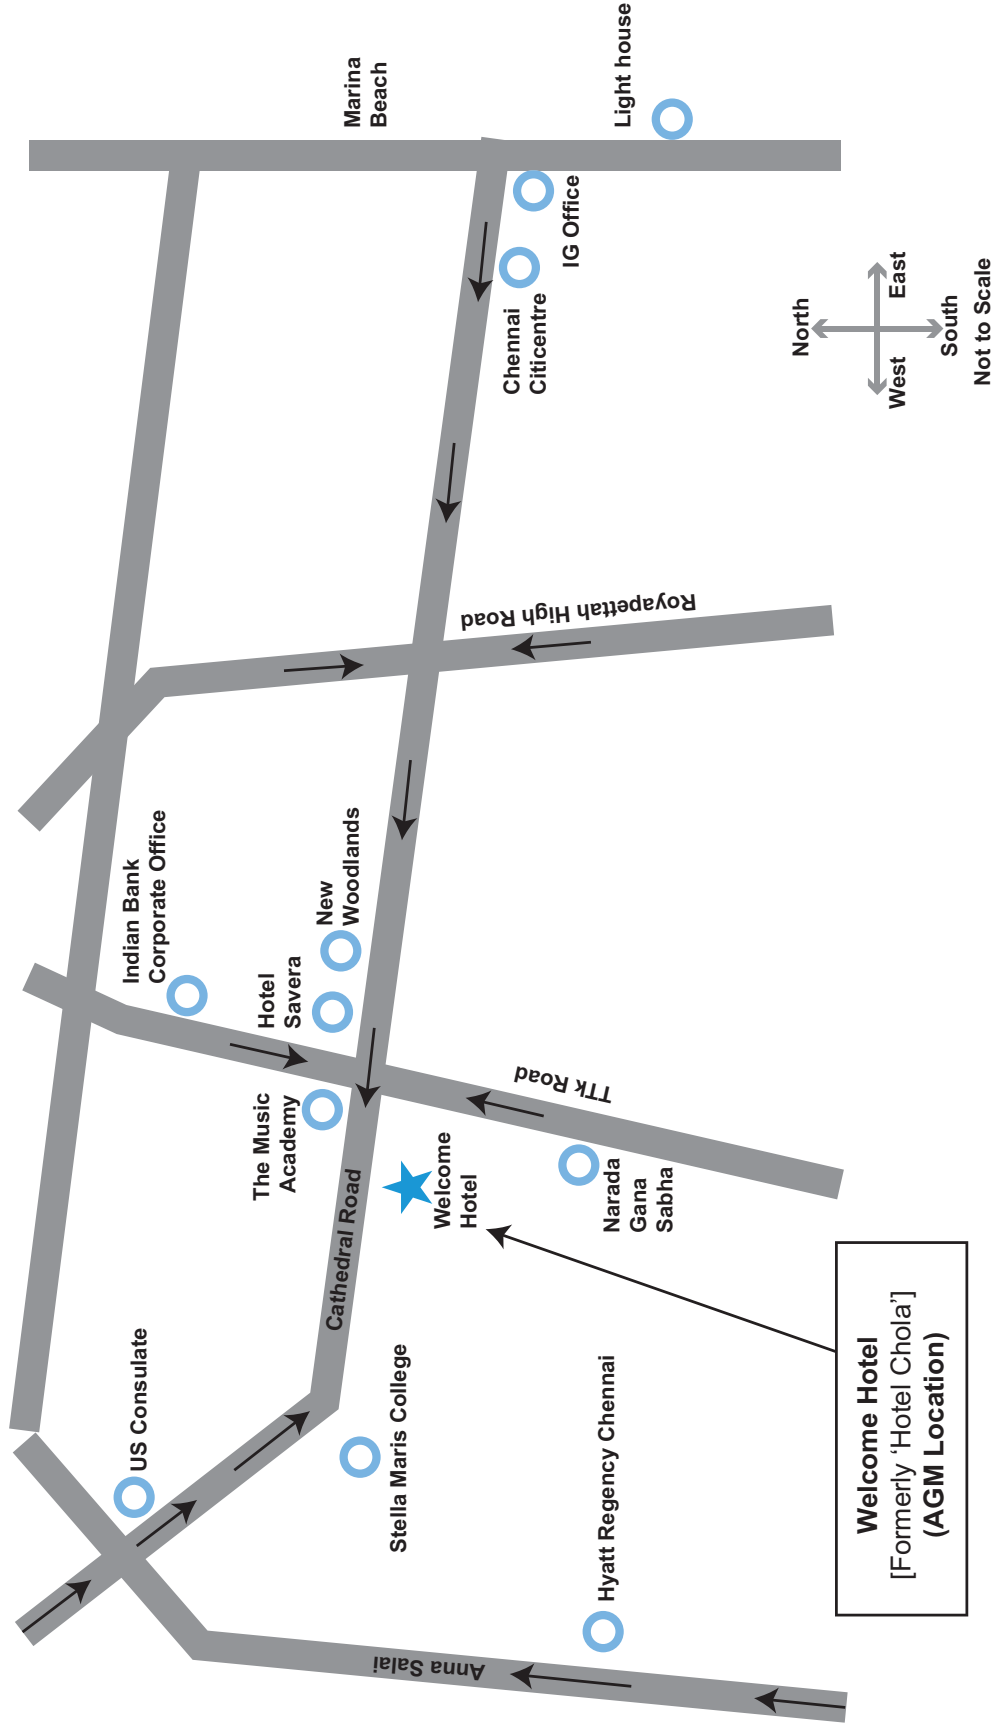 Marina
Beach
Light house
IG Office
Chennai
Citicentre
Royapettah High Road
Indian Bank
Corporate Office
New
Woodlands
Hotel
Savera
The Music
Academy
Cathedral Road
Welcome
Hotel
TTk Road
Narada
Gana
Sabha
US Consulate
Stella Maris College
Hyatt Regency Chennai
Anna Salai
North
West
East
South
Not to Scale
Welcome Hotel
[Formerly ‘Hotel Chola’]
(AGM Location)